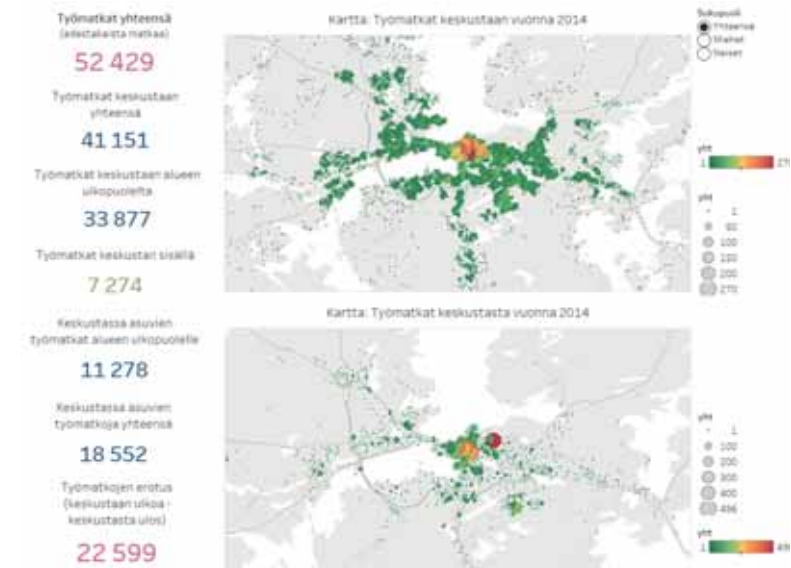 Työmatkat yhteensä
(edestakaista matkaa)
52 429
Työmatkat keskustaan
yhteensä
41 151
Työmatkat keskustaan alueen
ulkopuolelta
33 877
Työmatkat keskustan sisällä
7 274
Keskustassa asuvien
työmatkat alueen ulkopuolelle
11 278
Keskustassa asuvien
työmatkoja yhteensä
18 552
Työmatkojen erotus
(keskustaan ulkoa -
keskustasta ulos)
22 599
Kartta: Työmatkat keskustaan vuonna 2014
Kartta: Työmatkat keskustasta vuonna 2014
Sukupuoli
Yhteensä
Miehet
Naiset
yht
1 270
yht
1
100
150
200
270
yht
1
100
200
300
400
496
yht
1 496